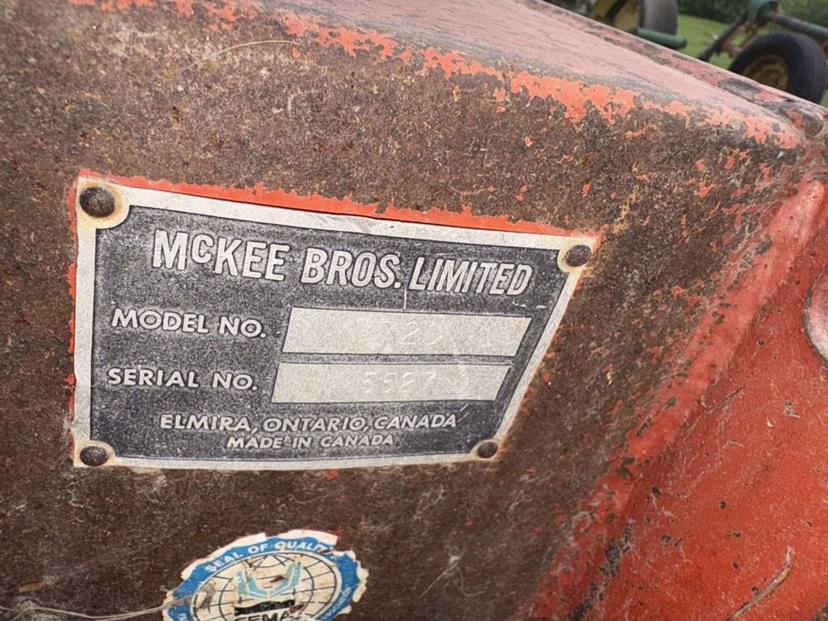 McKEE BROS. LIMITED
MODEL NO.
SERIAL NO.
ELMIRA, ONTARIO, CANADA
MADE IN CANADA
SEAL OF QUALITY